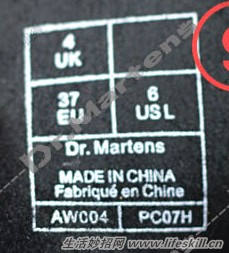 4
UK
37
EU
6
US L
Dr. Martens
MADE IN CHINA
Fabriqué en Chine
AW004
PC07H
Dr.Martens
生活妙招网
www.lifeskill.cn